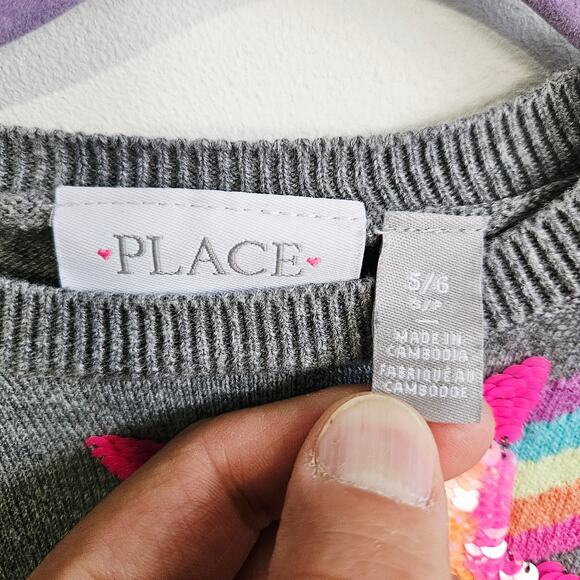 PLACE
5/6
S/P
MADE IN
CAMBODIA
FABRIQUÉ AU
CAMBODGE